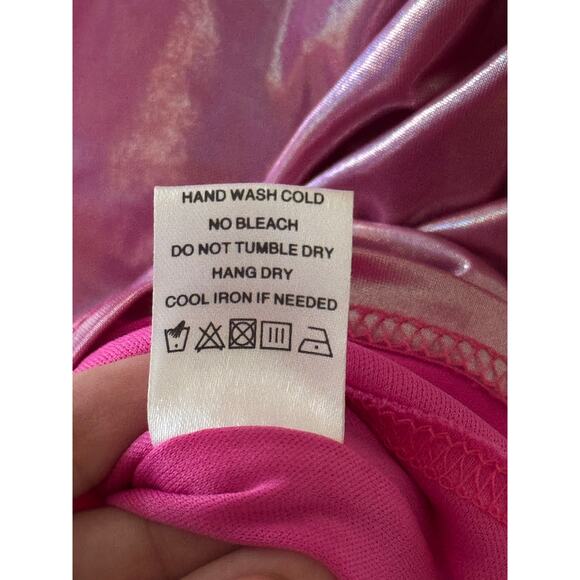 HAND WASH COLD
NO BLEACH
DO NOT TUMBLE DRY
HANG DRY
COOL IRON IF NEEDED